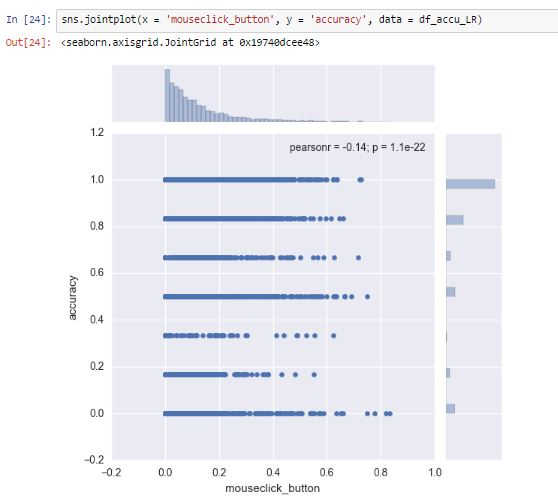 In [24]: sns.jointplot(x = 'mouseclick_button', y = 'accuracy', data = df_accu_LR)
Out[24]: <seaborn.axisgrid.JointGrid at 0x19740dcee48>
pearsonr = -0.14; p = 1.1e-22
1.2
1.0
0.8
0.6
0.4
0.2
0.0
−0.2
accuracy
−0.2 0.0 0.2 0.4 0.6 0.8 1.0
mouseclick_button